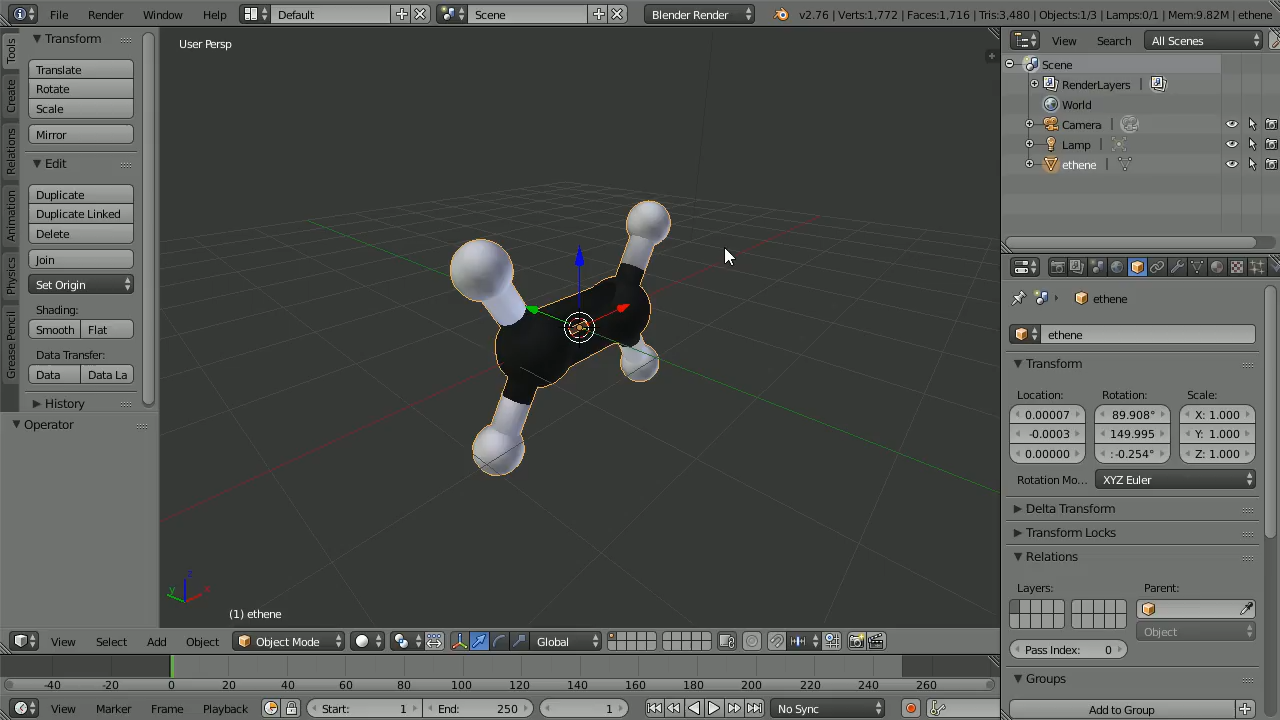 File Render Window Help Default Scene Blender Render v2.76 | Verts:1,772 | Faces:1,716 | Tris:3,480 | Objects:1/3 | Lamps:0/1 | Mem:9.82M | ethene
Tools
Create
Relations
Animation
Physics
Grease Pencil
Transform
Translate
Rotate
Scale
Mirror
Edit
Duplicate
Duplicate Linked
Delete
Join
Set Origin
Shading:
Smooth Flat
Data Transfer:
Data Data La
History
Operator
User Persp
z
y x
(1) ethene
View Search All Scenes
Scene
RenderLayers |
World
Camera |
Lamp |
ethene |
ethene
ethene
Transform
Location: Rotation: Scale:
0.00007 89.908° X: 1.000
-0.0003 149.995 Y: 1.000
0.00000 :-0.254° Z: 1.000
Rotation Mo... XYZ Euler
Delta Transform
Transform Locks
Relations
Layers: Parent:
Object
Pass Index: 0
Groups
Add to Group
View Select Add Object Object Mode Global
-40 -20 0 20 40 60 80 100 120 140 160 180 200 220 240 260
View Marker Frame Playback Start: 1 End: 250 1 No Sync